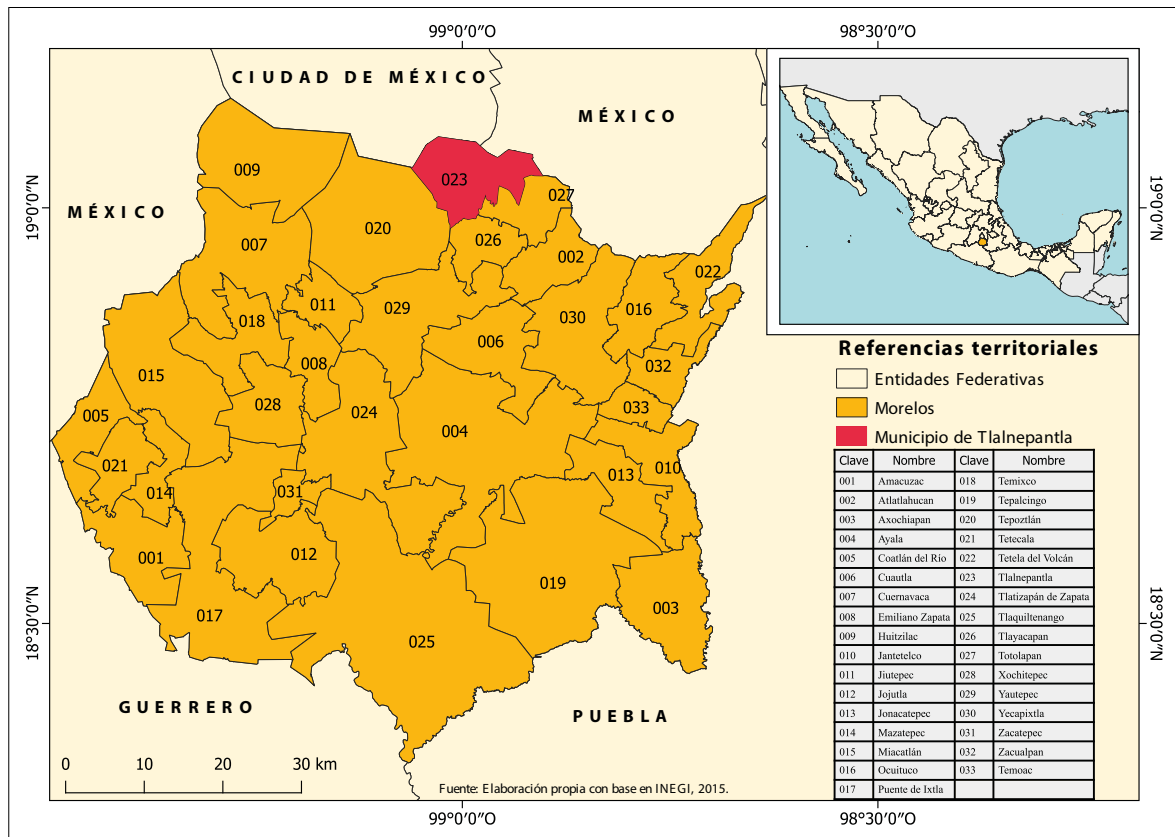 99°0’0”O
98°30’0”O
CIUDAD DE MÉXICO
MÉXICO
MÉXICO
19°0’0”N
19°0’0”N
009
023
027
020
007
026
002
022
011
018
029
030
016
006
008
032
015
028
024
033
005
004
021
014
031
013
010
001
012
019
017
003
025
18°30’0”N
18°30’0”N
GUERRERO
PUEBLA
0 10 20 30 km
Fuente: Elaboración propia con base en INEGI, 2015.
99°0’0”O
98°30’0”O
Referencias territoriales
Entidades Federativas
Morelos
Municipio de Tlalnepantla
Clave Nombre Clave Nombre
001 Amacuzac 018 Temixco
002 Atlatlahucan 019 Tepalcingo
003 Axochiapan 020 Tepoztlán
004 Ayala 021 Tetecala
005 Coatlán del Río 022 Tetela del Volcán
006 Cuautla 023 Tlalnepantla
007 Cuernavaca 024 Tlatizapán de Zapata
008 Emiliano Zapata 025 Tlaquiltenango
009 Huitzilac 026 Tlayacapan
010 Jantetelco 027 Totolapan
011 Jiutepec 028 Xochitepec
012 Jojutla 029 Yautepec
013 Jonacatepec 030 Yecapixtla
014 Mazatepec 031 Zacatepec
015 Miacatlán 032 Zacualpan
016 Ocuituco 033 Temoac
017 Puente de Ixtla